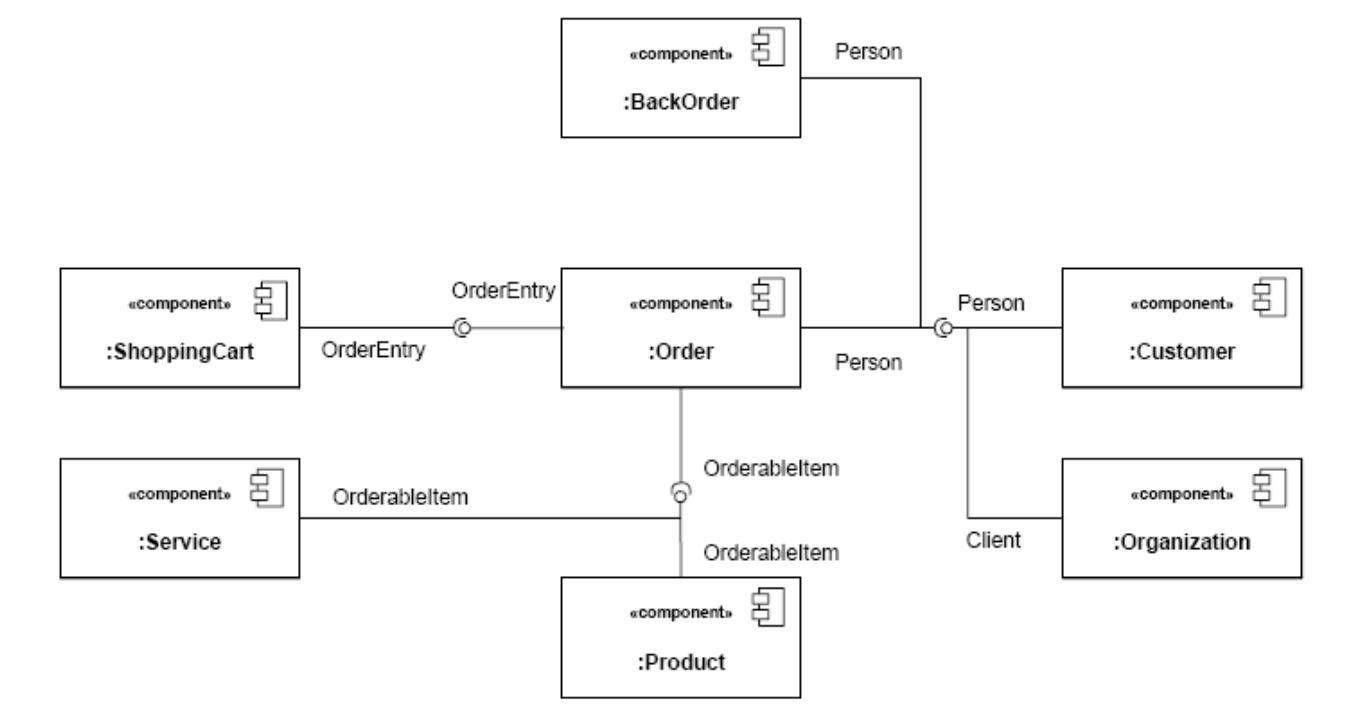 «component»
:BackOrder
Person
«component»
:ShoppingCart
OrderEntry
OrderEntry
«component»
:Order
Person
Person
«component»
:Customer
«component»
:Service
OrderableItem
OrderableItem
OrderableItem
«component»
:Product
Client
«component»
:Organization